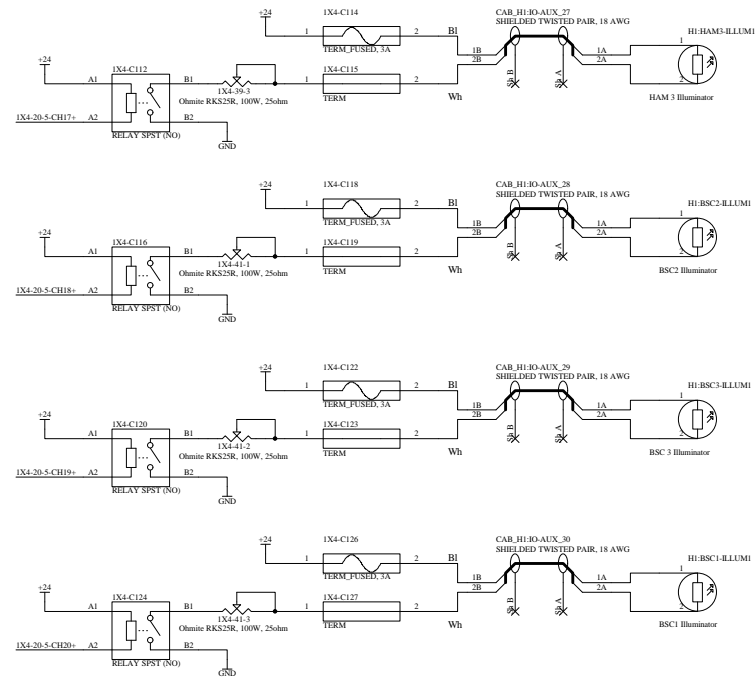 1X4-C114
CAB_H1:IO-AUX_27
SHIELDED TWISTED PAIR, 18 AWG
+24
1
2
Bl
H1:HAM3-ILLUM1
TERM_FUSED, 3A
1B
2B
1A
2A
1
2
+24
1X4-C112
1X4-C115
A1
B1
1
2
Sh B
Sh A
1X4-39-3
Ohmite RKS25R, 100W, 25ohm
TERM
Wh
HAM 3 Illuminator
1X4-20-5-CH17+
A2
B2
RELAY SPST (NO)
GND
1X4-C118
CAB_H1:IO-AUX_28
SHIELDED TWISTED PAIR, 18 AWG
+24
1
2
Bl
H1:BSC2-ILLUM1
TERM_FUSED, 3A
1B
2B
1A
2A
1
2
+24
1X4-C116
1X4-C119
A1
B1
1
2
Sh B
Sh A
1X4-41-1
Ohmite RKS25R, 100W, 25ohm
TERM
Wh
BSC2 Illuminator
1X4-20-5-CH18+
A2
B2
RELAY SPST (NO)
GND
1X4-C122
CAB_H1:IO-AUX_29
SHIELDED TWISTED PAIR, 18 AWG
+24
1
2
Bl
H1:BSC3-ILLUM1
TERM_FUSED, 3A
1B
2B
1A
2A
1
2
+24
1X4-C120
1X4-C123
A1
B1
1
2
Sh B
Sh A
1X4-41-2
Ohmite RKS25R, 100W, 25ohm
TERM
Wh
BSC 3 Illuminator
1X4-20-5-CH19+
A2
B2
RELAY SPST (NO)
GND
1X4-C126
CAB_H1:IO-AUX_30
SHIELDED TWISTED PAIR, 18 AWG
+24
1
2
Bl
H1:BSC1-ILLUM1
TERM_FUSED, 3A
1B
2B
1A
2A
1
2
+24
1X4-C124
1X4-C127
A1
B1
1
2
Sh B
Sh A
1X4-41-3
Ohmite RKS25R, 100W, 25ohm
TERM
Wh
BSC1 Illuminator
1X4-20-5-CH20+
A2
B2
RELAY SPST (NO)
GND